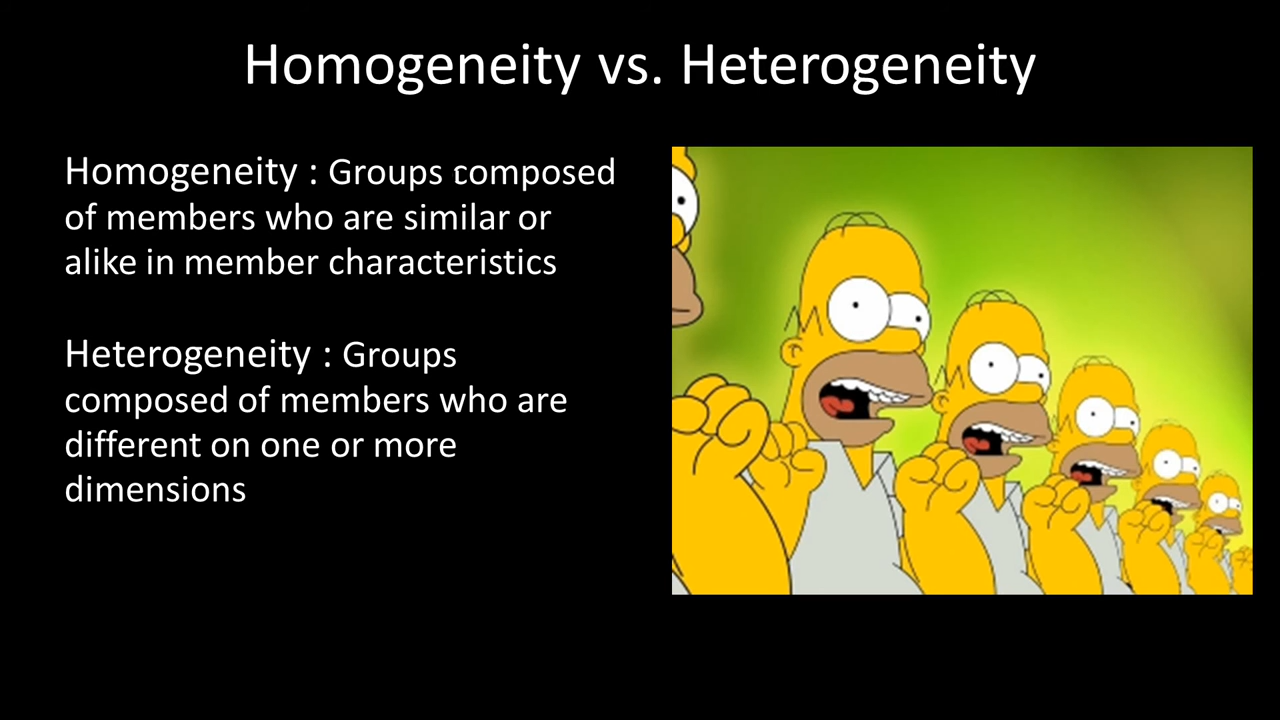 Homogeneity vs. Heterogeneity
Homogeneity : Groups composed
of members who are similar or
alike in member characteristics
Heterogeneity : Groups
composed of members who are
different on one or more
dimensions